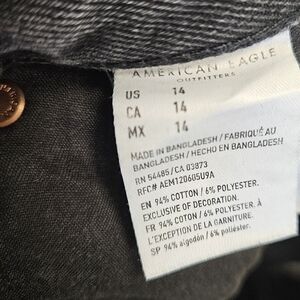 AMERICAN EAGLE
OUTFITTERS
US 14
CA 14
MX 14
MADE IN BANGLADESH / FABRIQUÉ AU
BANGLADESH / HECHO EN BANGLADESH
RN 54485 / CA 03873
RFC# AEM120605U9A
EN 94% COTTON / 6% POLYESTER.
EXCLUSIVE OF DECORATION.
FR 94% COTON / 6% POLYESTER, À
L'EXCEPTION DE LA GARNITURE.
SP 94% algodón / 6% poliéster.